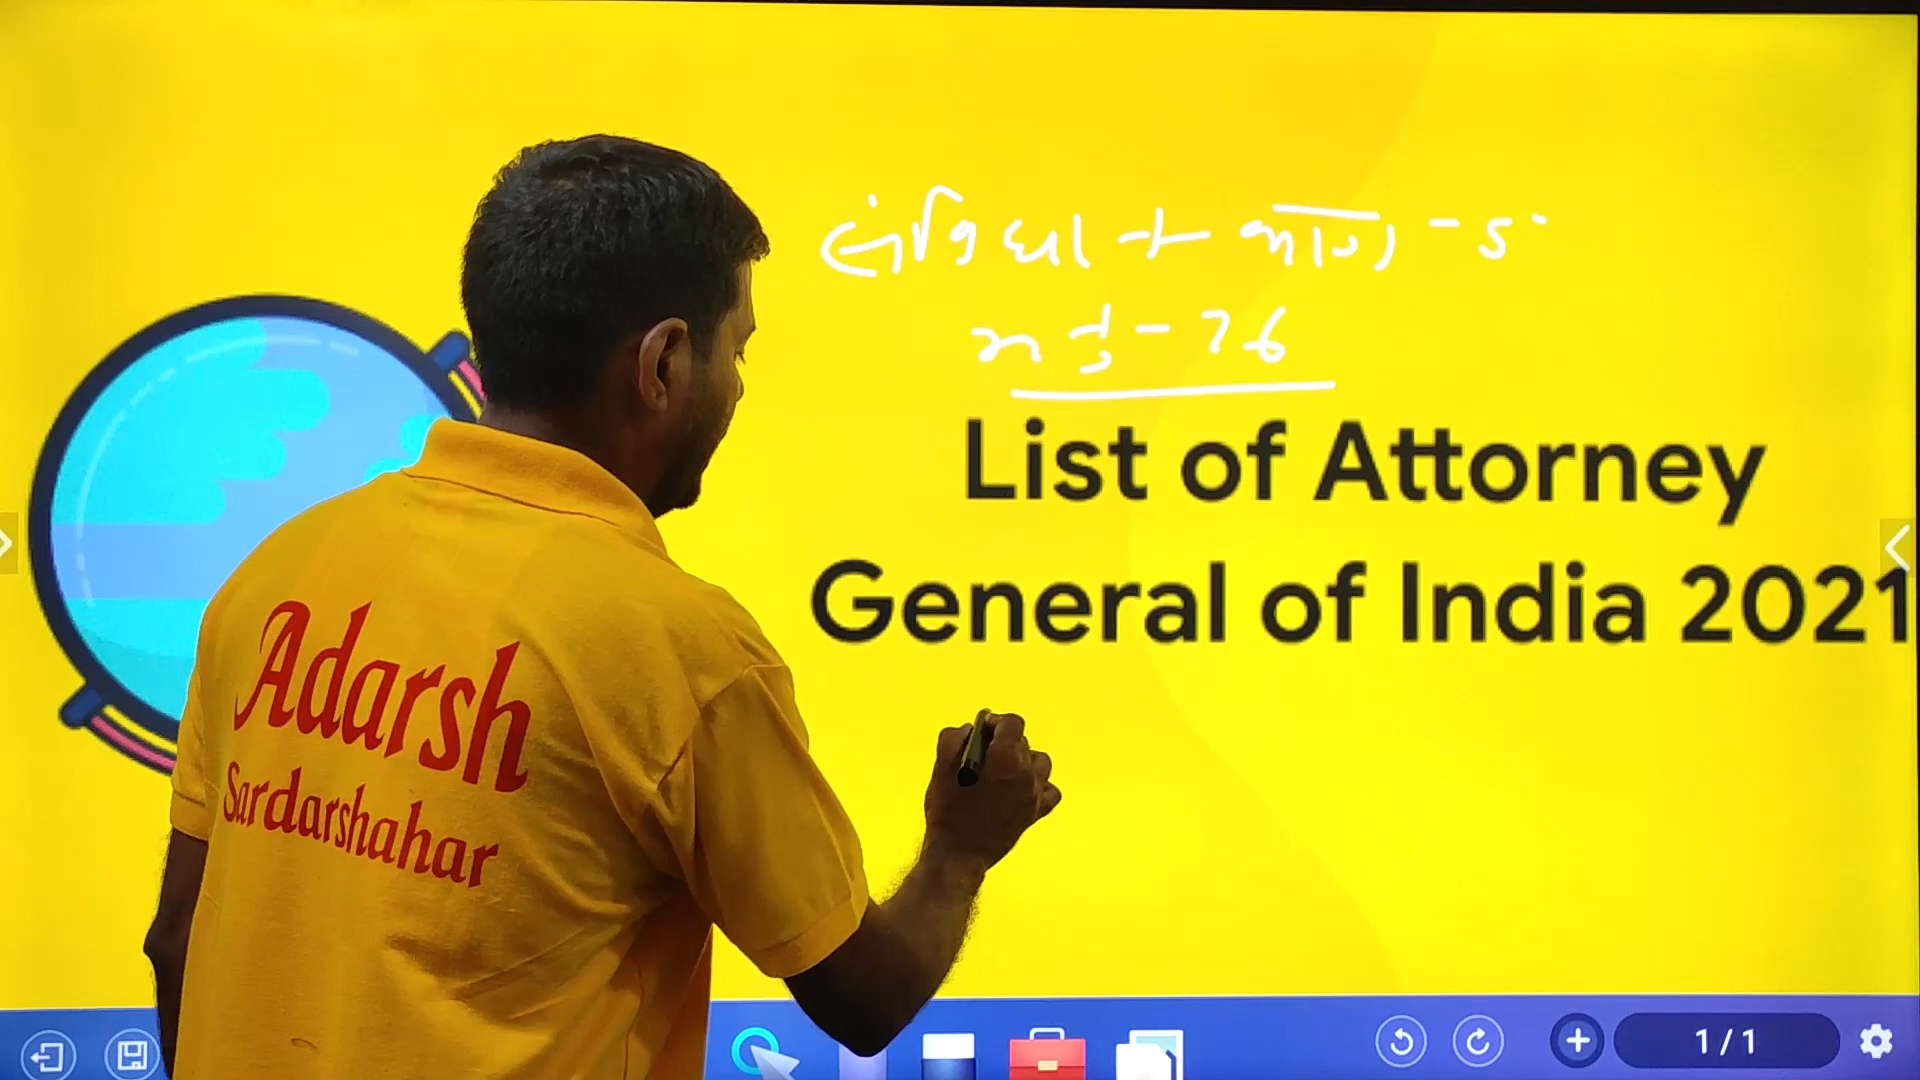 संविधान + भाग - 5
अनु - 76
List of Attorney
General of India 2021
Adarsh
Sardarshahar
1 / 1